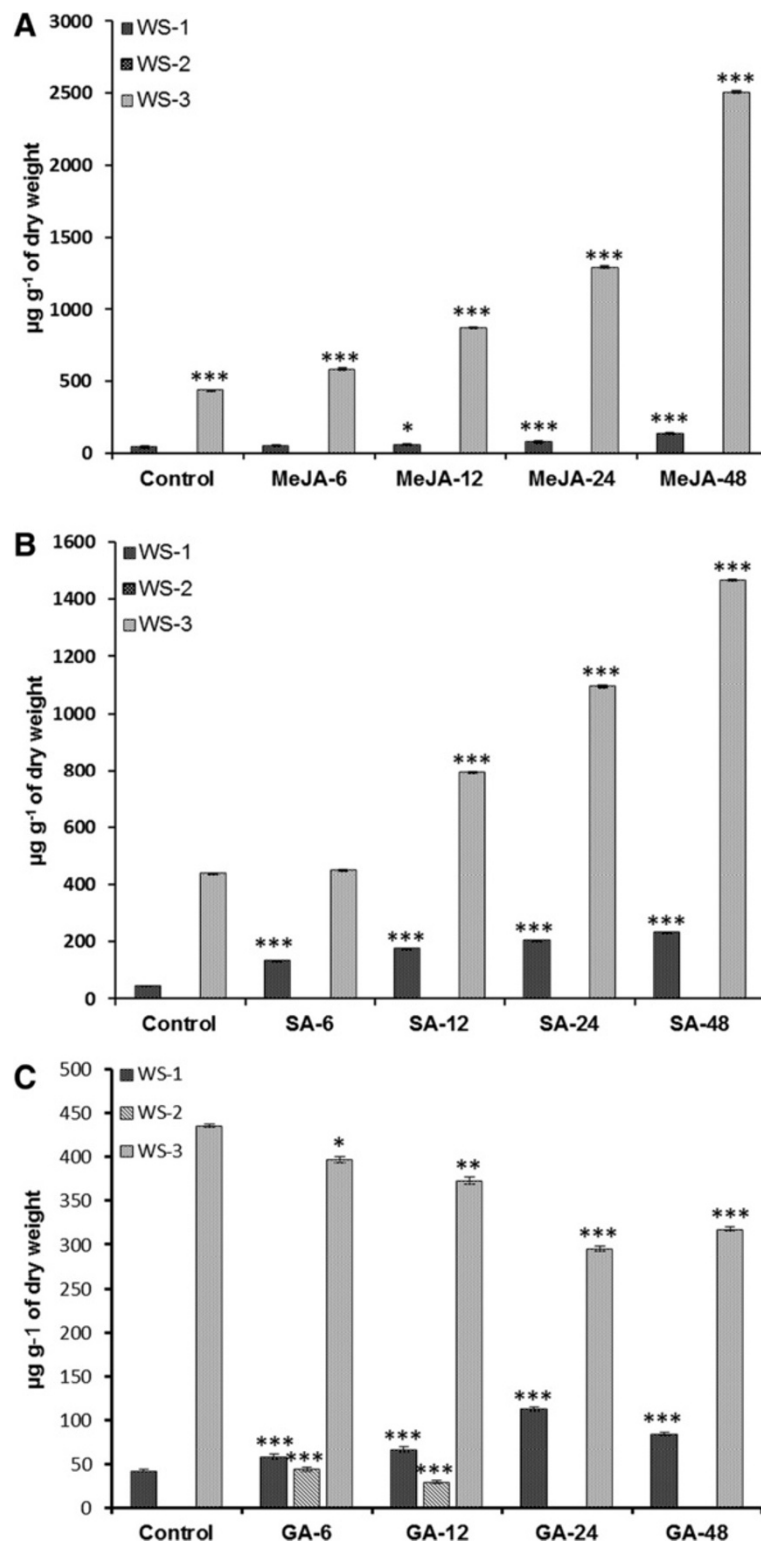 A
3000
2500
2000
1500
1000
500
0
µg g-1 of dry weight
WS-1
WS-2
WS-3
***
***
***
*
***
***
***
***
Control MeJA-6 MeJA-12 MeJA-24 MeJA-48
B
1600
1400
1200
1000
800
600
400
200
0
µg g-1 of dry weight
WS-1
WS-2
WS-3
***
***
***
***
***
***
***
Control SA-6 SA-12 SA-24 SA-48
C
500
450
400
350
300
250
200
150
100
50
0
µg g-1 of dry weight
WS-1
WS-2
WS-3
***
***
*
***
***
**
***
***
***
***
Control GA-6 GA-12 GA-24 GA-48